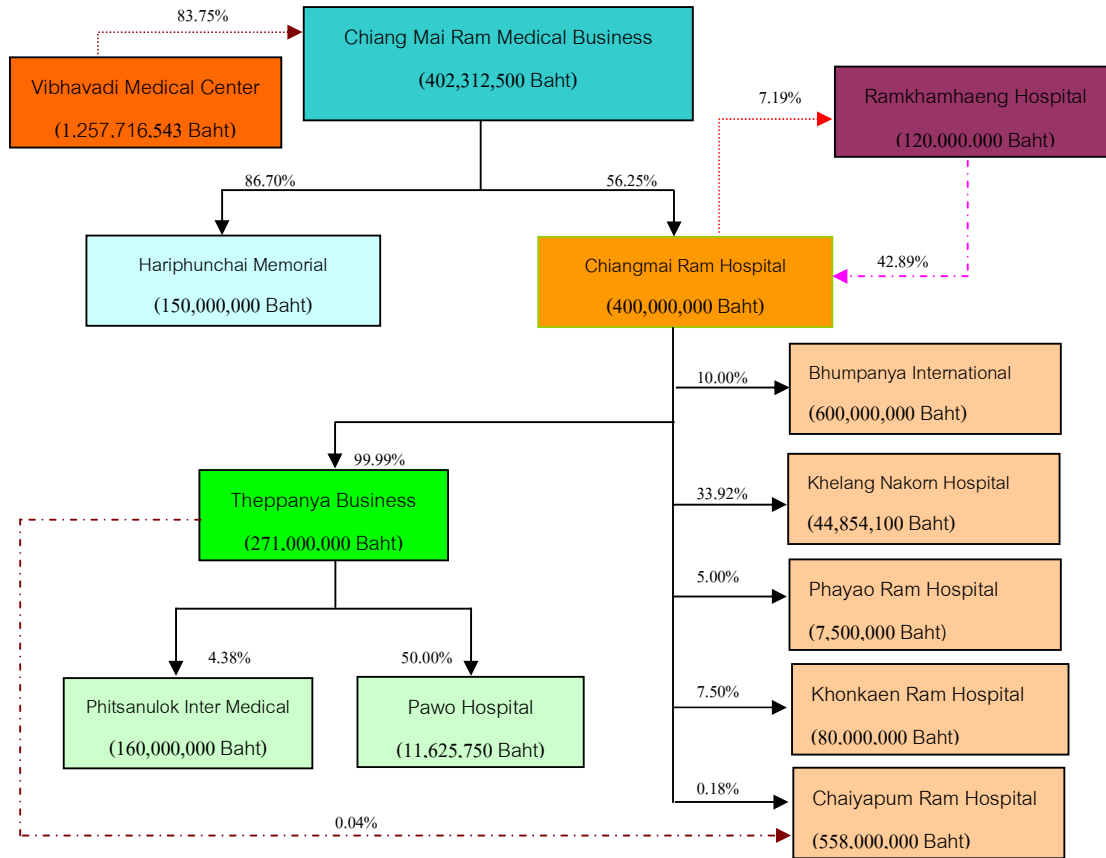 83.75%
Chiang Mai Ram Medical Business
(402,312,500 Baht)
Vibhavadi Medical Center
(1,257,716,543 Baht)
7.19%
Ramkhamhaeng Hospital
(120,000,000 Baht)
86.70%
56.25%
Hariphunchai Memorial
(150,000,000 Baht)
Chiangmai Ram Hospital
(400,000,000 Baht)
42.89%
10.00%
Bhumpanya International
(600,000,000 Baht)
99.99%
Theppanya Business
(271,000,000 Baht)
33.92%
Khelang Nakorn Hospital
(44,854,100 Baht)
5.00%
Phayao Ram Hospital
(7,500,000 Baht)
4.38%
50.00%
Phitsanulok Inter Medical
(160,000,000 Baht)
Pawo Hospital
(11,625,750 Baht)
7.50%
Khonkaen Ram Hospital
(80,000,000 Baht)
0.18%
Chaiyapum Ram Hospital
(558,000,000 Baht)
0.04%